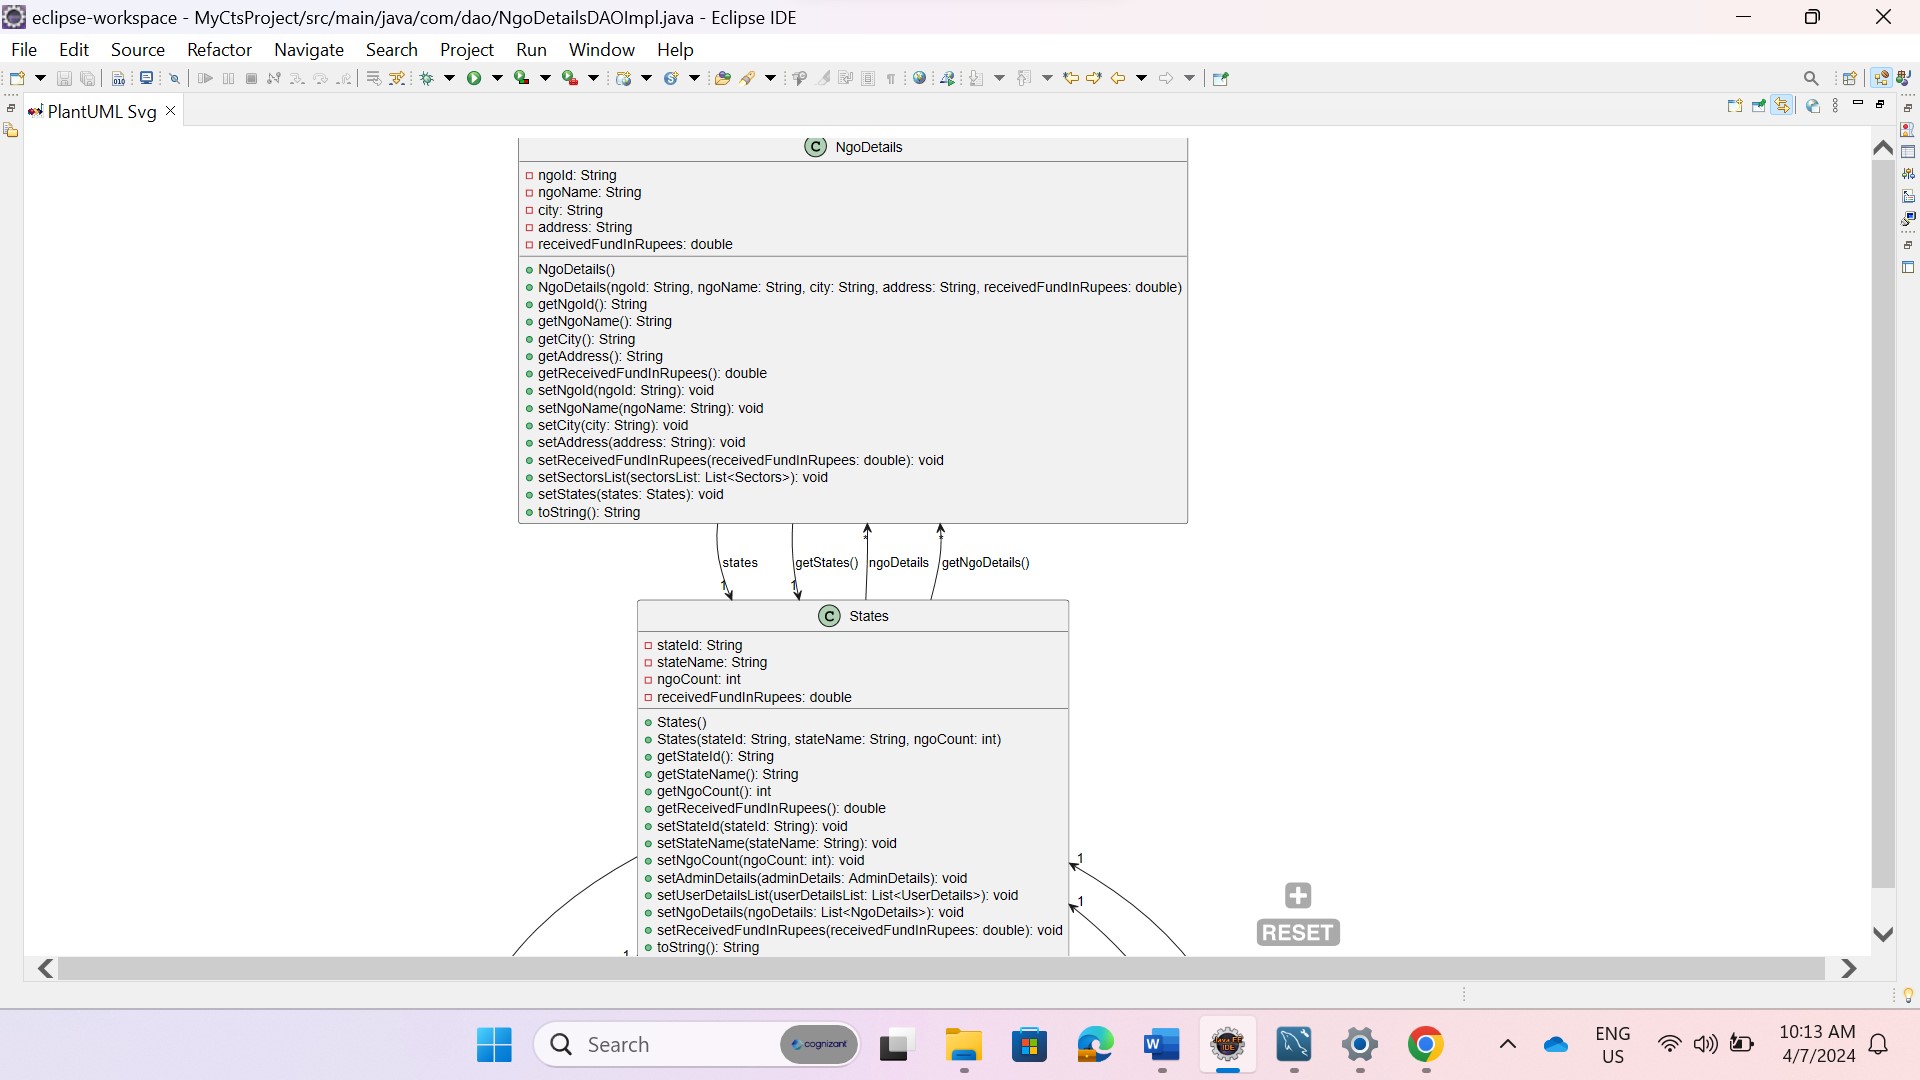 eclipse-workspace - MyCtsProject/src/main/java/com/dao/NgoDetailsDAOImpl.java - Eclipse IDE
File Edit Source Refactor Navigate Search Project Run Window Help
PlantUML Svg
C NgoDetails
ngoId: String
ngoName: String
city: String
address: String
receivedFundInRupees: double
NgoDetails()
NgoDetails(ngoId: String, ngoName: String, city: String, address: String, receivedFundInRupees: double)
getNgoId(): String
getNgoName(): String
getCity(): String
getAddress(): String
getReceivedFundInRupees(): double
setNgoId(ngoId: String): void
setNgoName(ngoName: String): void
setCity(city: String): void
setAddress(address: String): void
setReceivedFundInRupees(receivedFundInRupees: double): void
setSectorsList(sectorsList: List<Sectors>): void
setStates(states: States): void
toString(): String
* *
states getStates() ngoDetails getNgoDetails()
1 1
C States
stateId: String
stateName: String
ngoCount: int
receivedFundInRupees: double
States()
States(stateId: String, stateName: String, ngoCount: int)
getStateId(): String
getStateName(): String
getNgoCount(): int
getReceivedFundInRupees(): double
setStateId(stateId: String): void
setStateName(stateName: String): void
setNgoCount(ngoCount: int): void
1
setAdminDetails(adminDetails: AdminDetails): void
setUserDetailsList(userDetailsList: List<UserDetails>): void
1
setNgoDetails(ngoDetails: List<NgoDetails>): void
setReceivedFundInRupees(receivedFundInRupees: double): void
RESET
toString(): String
1
Search
cognizant
W
Java EE
IDE
ENG
US
10:13 AM
4/7/2024